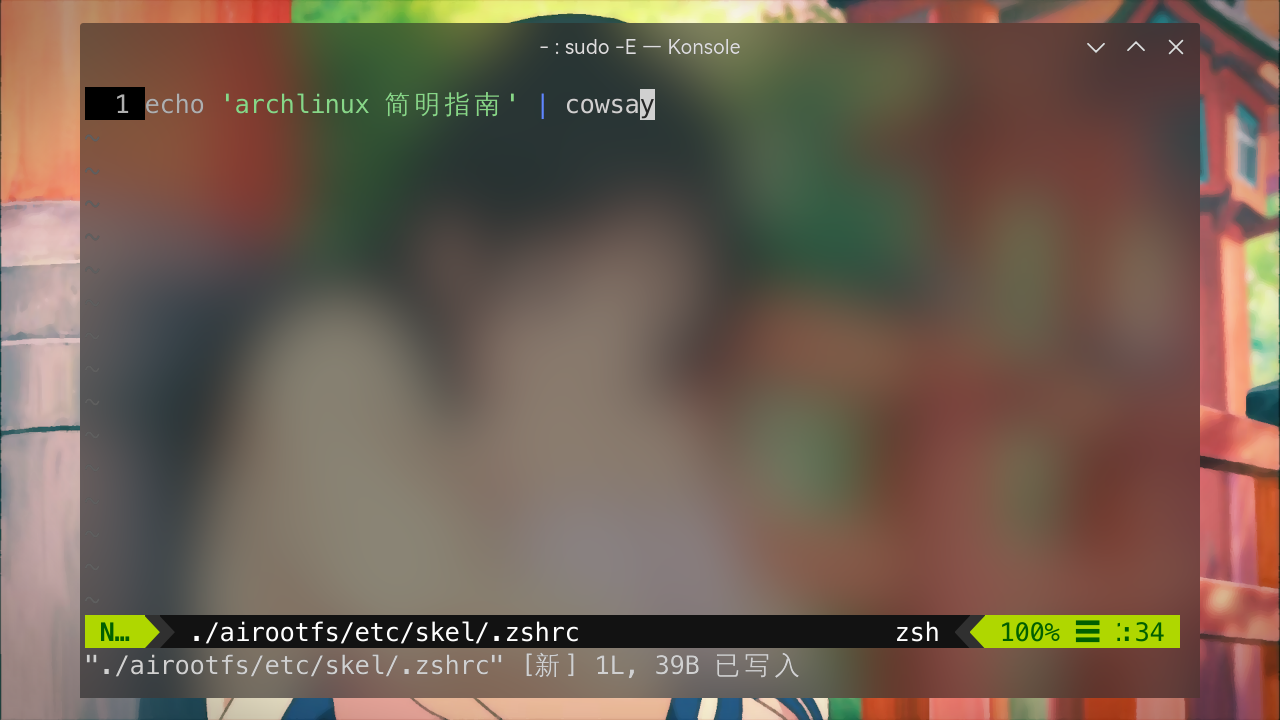 - : sudo -E — Konsole
1 echo 'archlinux 简明指南' | cowsay
~
~
~
~
~
~
~
~
~
~
N… ./airootfs/etc/skel/.zshrc zsh 100% ☰ :34
"./airootfs/etc/skel/.zshrc" [新] 1L, 39B 已写入